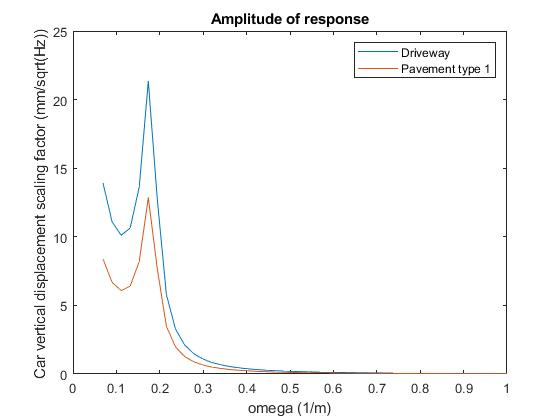 Amplitude of response
Car vertical displacement scaling factor (mm/sqrt(Hz))
25
20
15
10
5
0
Driveway
Pavement type 1
0 0.1 0.2 0.3 0.4 0.5 0.6 0.7 0.8 0.9 1
omega (1/m)